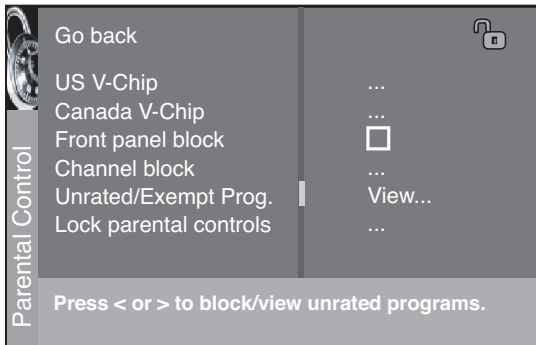 Go back
US V-Chip ...
Canada V-Chip ...
Front panel block
Channel block ...
Unrated/Exempt Prog. View...
Lock parental controls ...
Parental Control
Press < or > to block/view unrated programs.